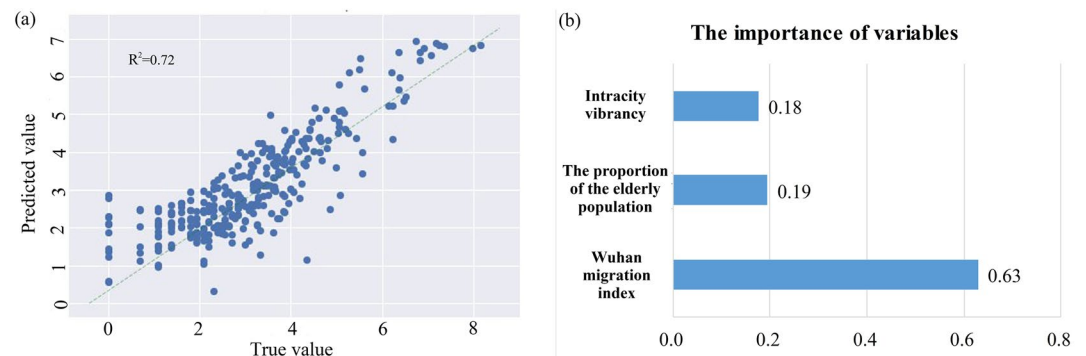 (a)
R²=0.72
Predicted value
7
6
5
4
3
2
1
0
0 2 4 6 8
True value
(b)
The importance of variables
Intracity
vibrancy
0.18
The proportion
of the elderly
population
0.19
Wuhan
migration
index
0.63
0.0 0.2 0.4 0.6 0.8